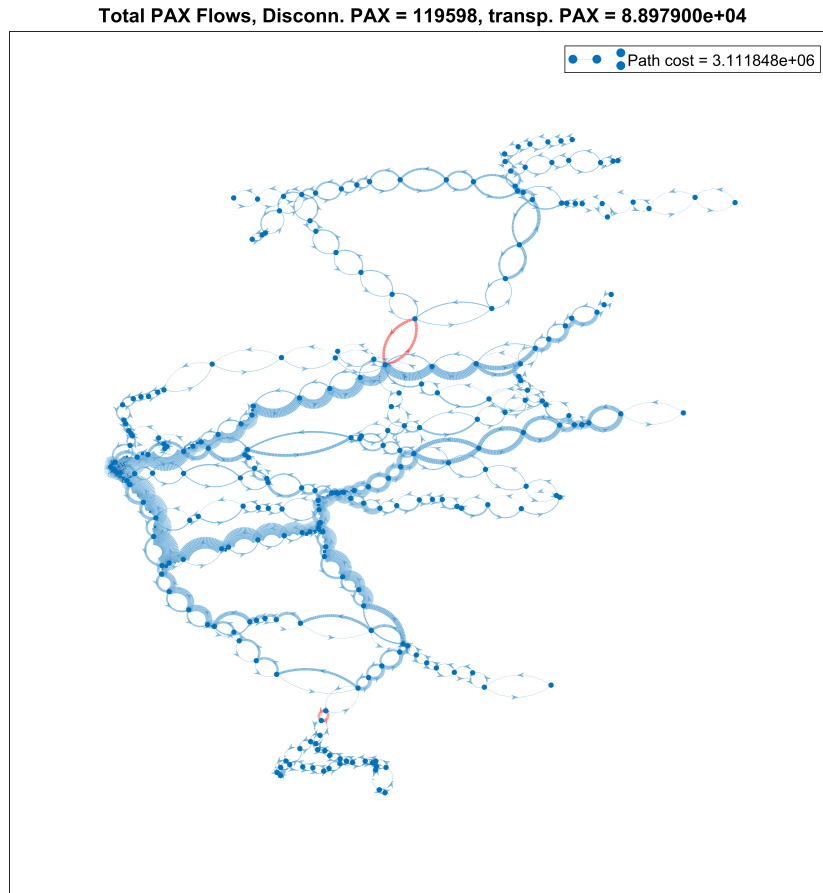 Total PAX Flows, Disconn. PAX = 119598, transp. PAX = 8.897900e+04
Path cost = 3.111848e+06